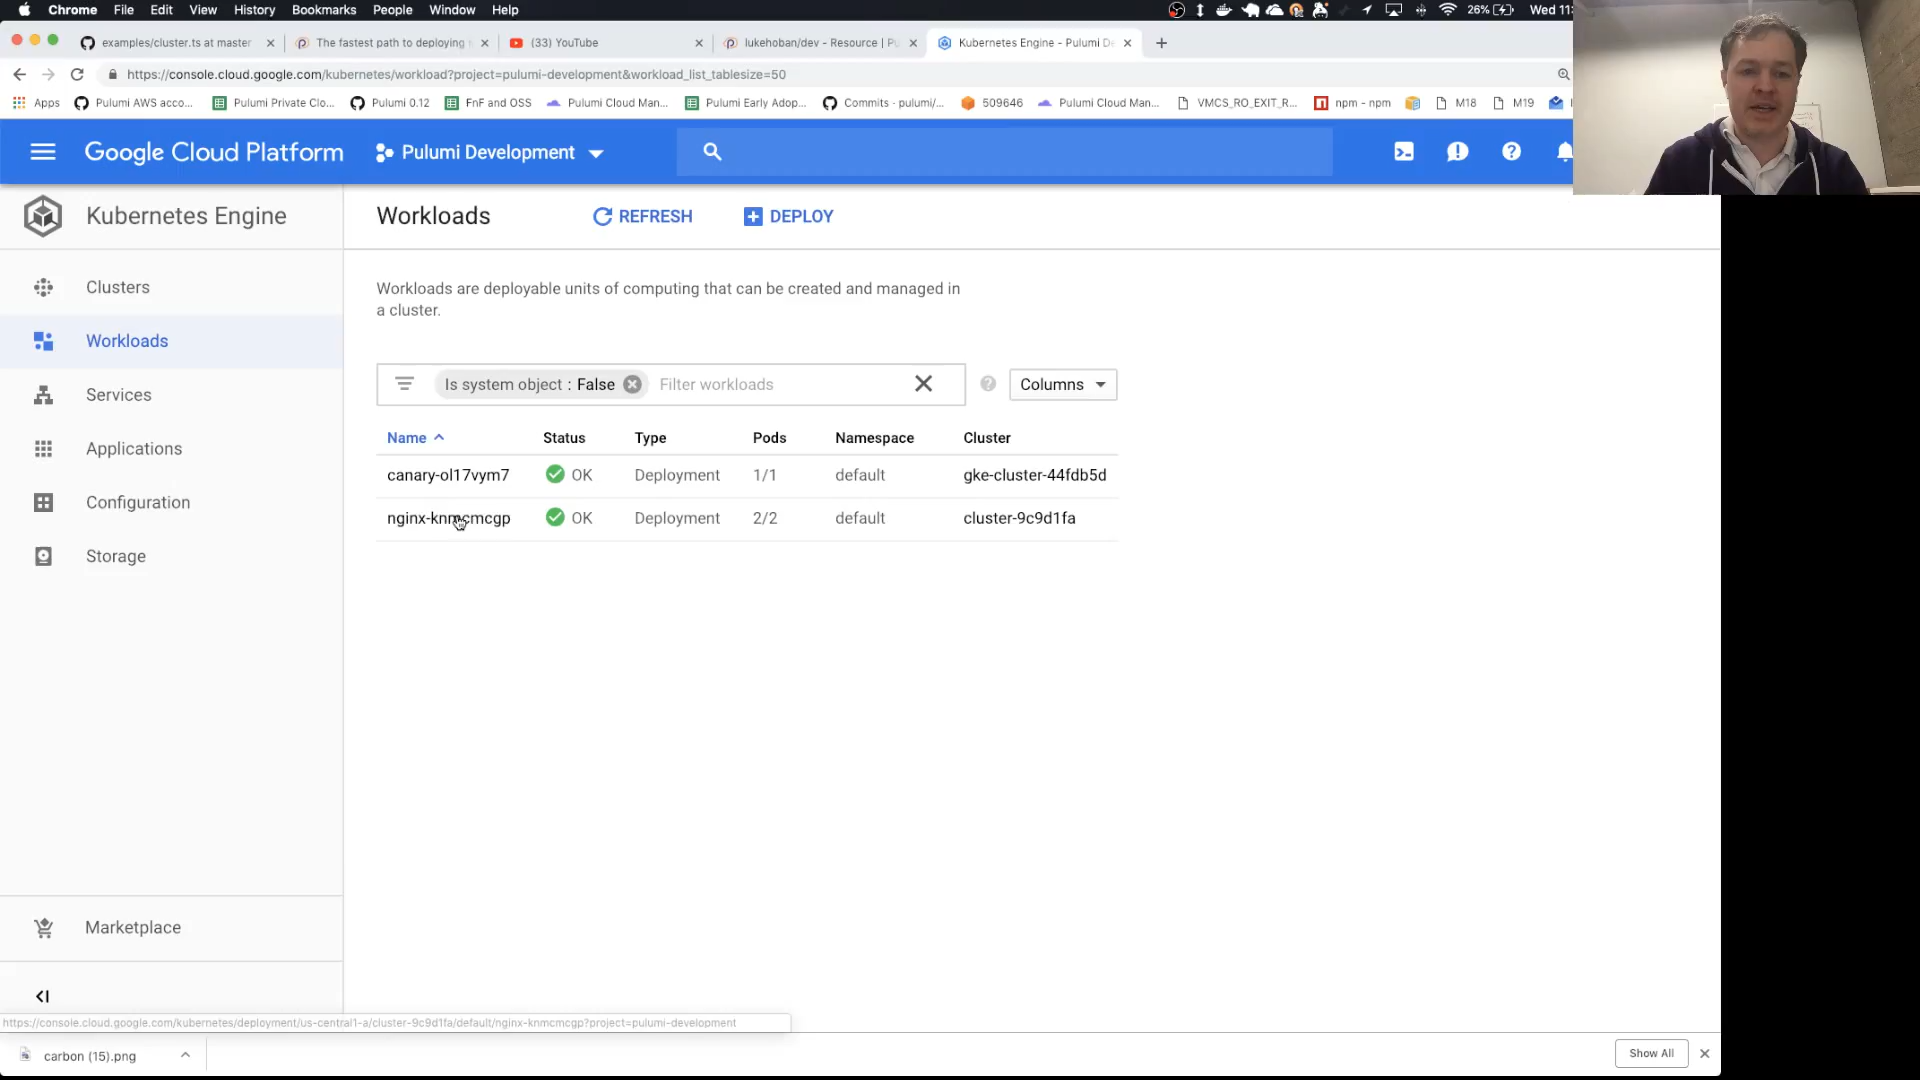 Chrome File Edit View History Bookmarks People Window Help
26% Wed 11:
examples/cluster.ts at master
The fastest path to deploying
(33) YouTube
lukehoban/dev - Resource | Pu
Kubernetes Engine - Pulumi De
https://console.cloud.google.com/kubernetes/workload?project=pulumi-development&workload_list_tablesize=50
Apps Pulumi AWS acco... Pulumi Private Clo... Pulumi 0.12 FnF and OSS Pulumi Cloud Man... Pulumi Early Adop... Commits · pulumi/... 509646 Pulumi Cloud Man... VMCS_RO_EXIT_R... npm - npm M18 M19
Google Cloud Platform Pulumi Development
Kubernetes Engine
Workloads REFRESH DEPLOY
Clusters
Workloads
Services
Applications
Configuration
Storage
Marketplace
Workloads are deployable units of computing that can be created and managed in
a cluster.
Is system object : False Filter workloads Columns
Name Status Type Pods Namespace Cluster
canary-ol17vym7 OK Deployment 1/1 default gke-cluster-44fdb5d
nginx-knmcmcgp OK Deployment 2/2 default cluster-9c9d1fa
https://console.cloud.google.com/kubernetes/deployment/us-central1-a/cluster-9c9d1fa/default/nginx-knmcmcgp?project=pulumi-development
carbon (15).png
Show All